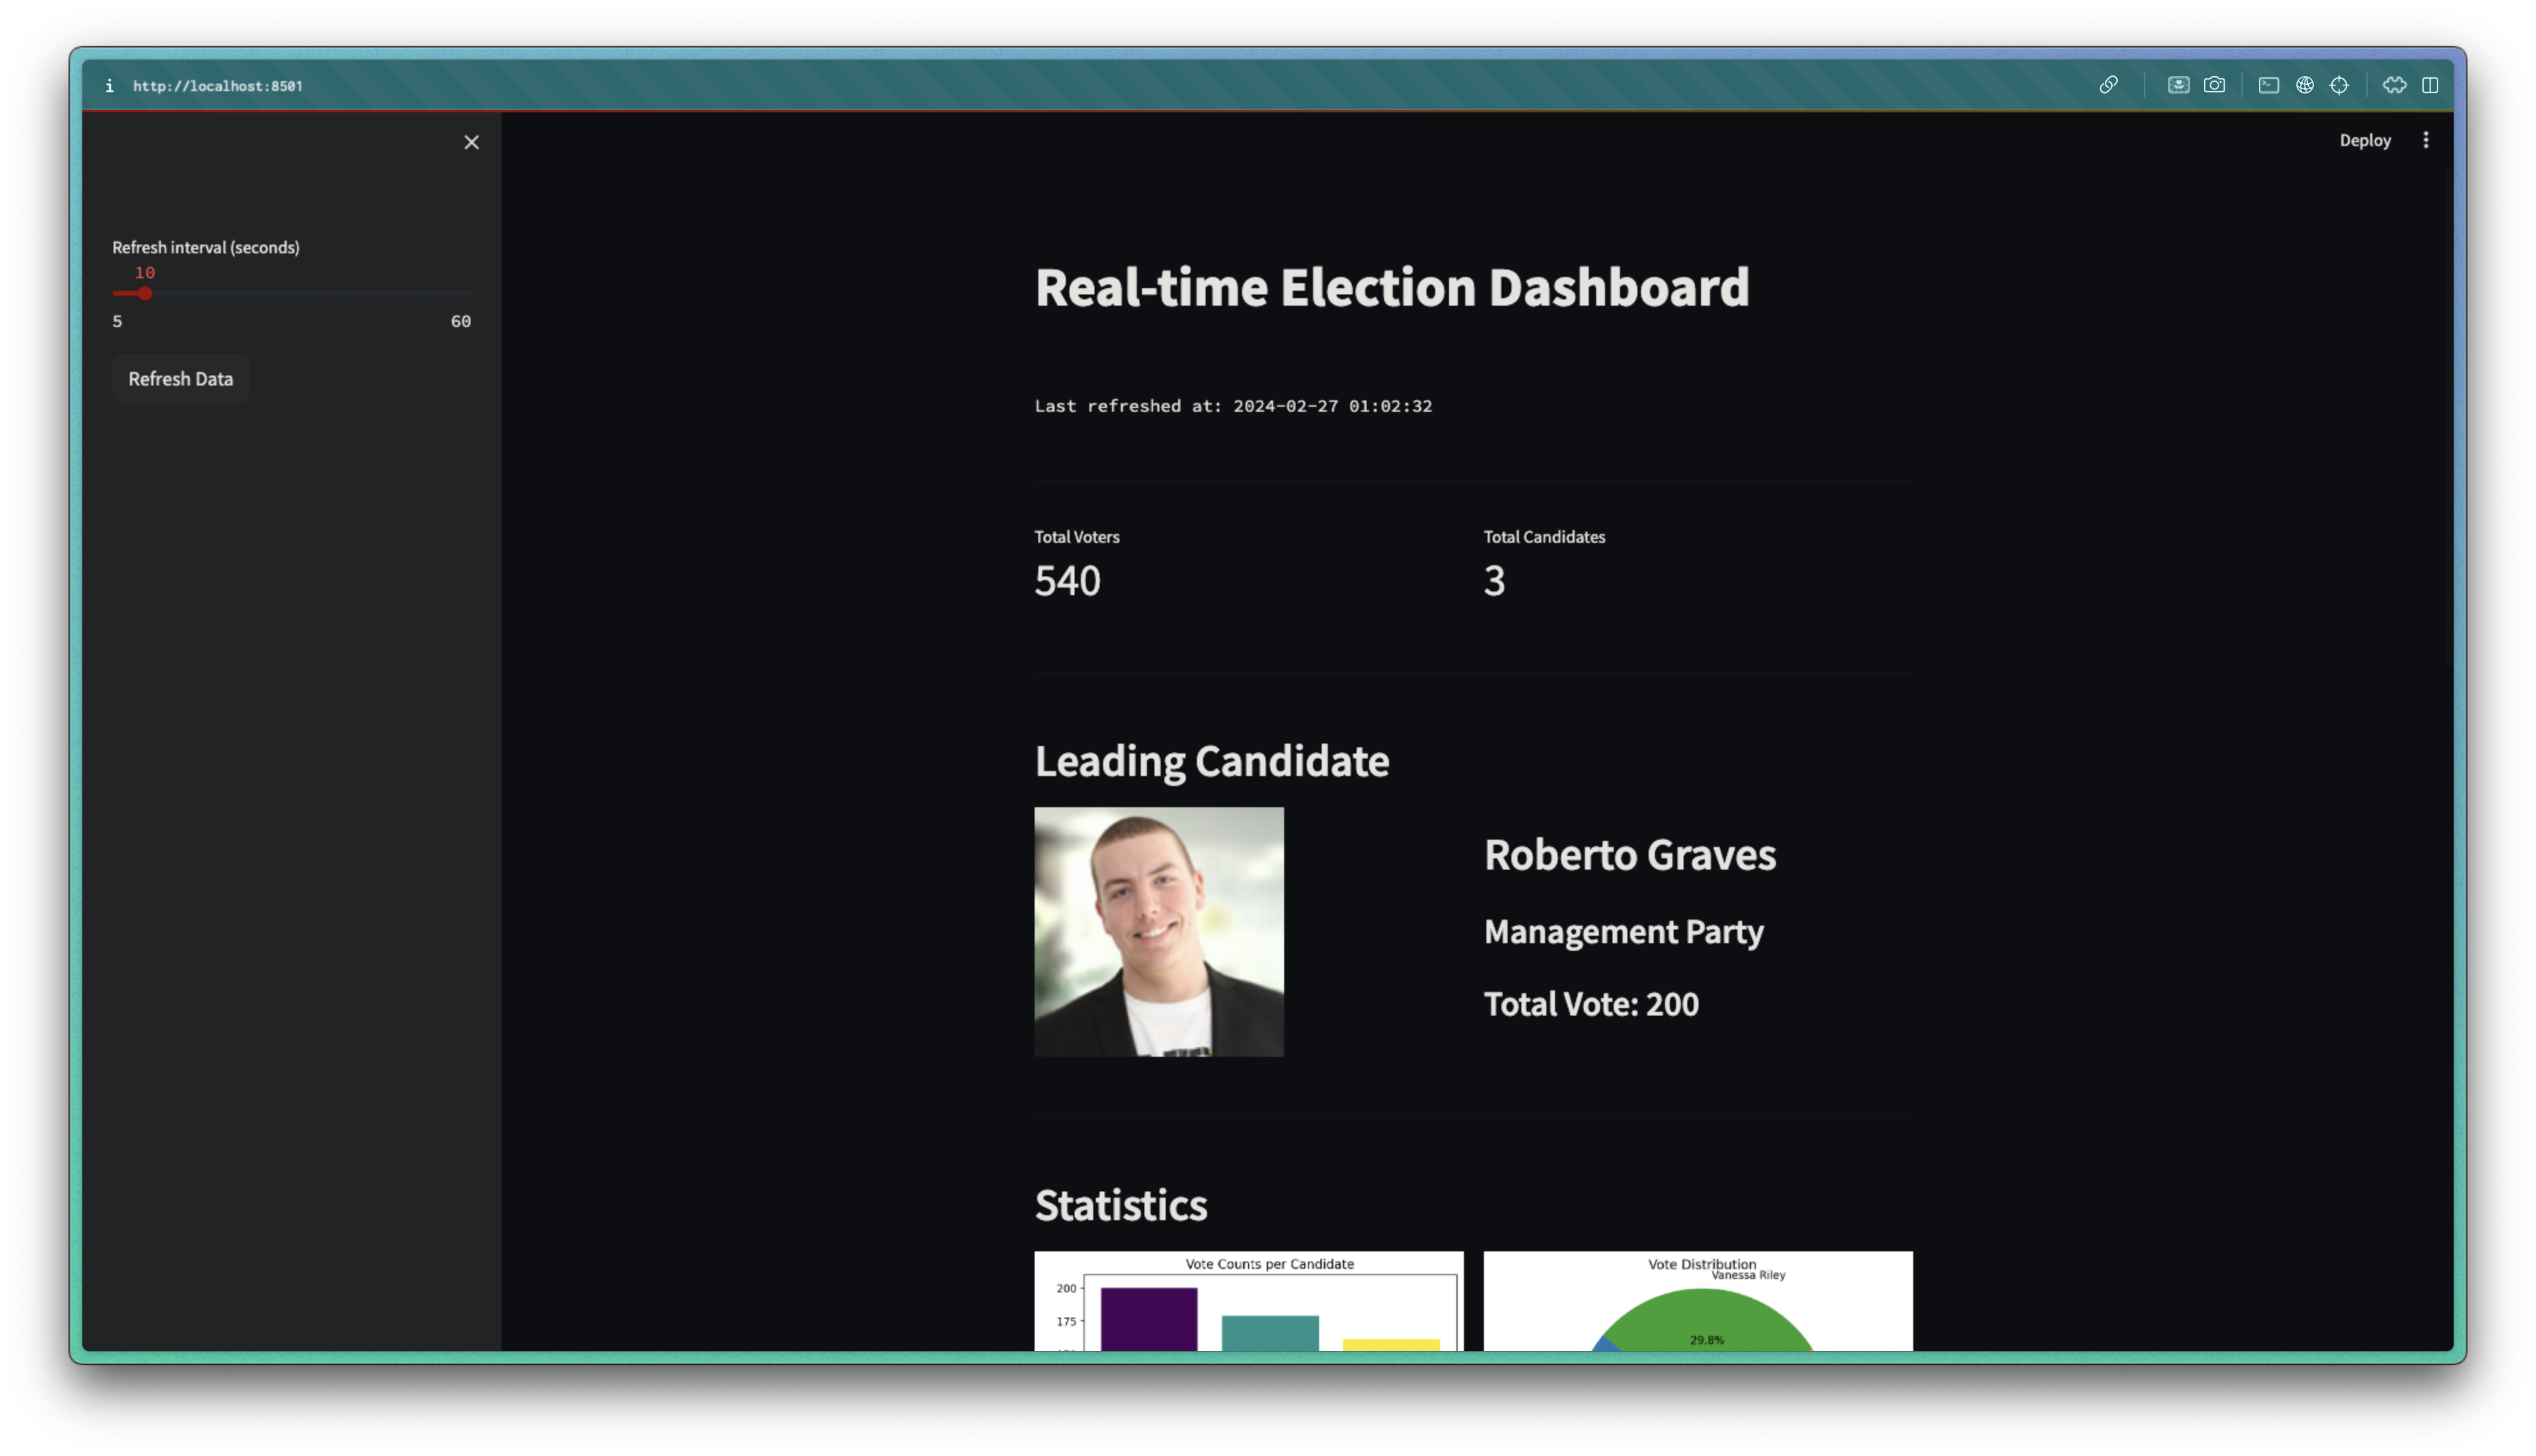 i http://localhost:8501
Deploy
Refresh interval (seconds)
10
5 60
Refresh Data
Real-time Election Dashboard
Last refreshed at: 2024-02-27 01:02:32
Total Voters
540
Total Candidates
3
Leading Candidate
Roberto Graves
Management Party
Total Vote: 200
Statistics
Vote Counts per Candidate
200
175
Vote Distribution
Vanessa Riley
29.8%